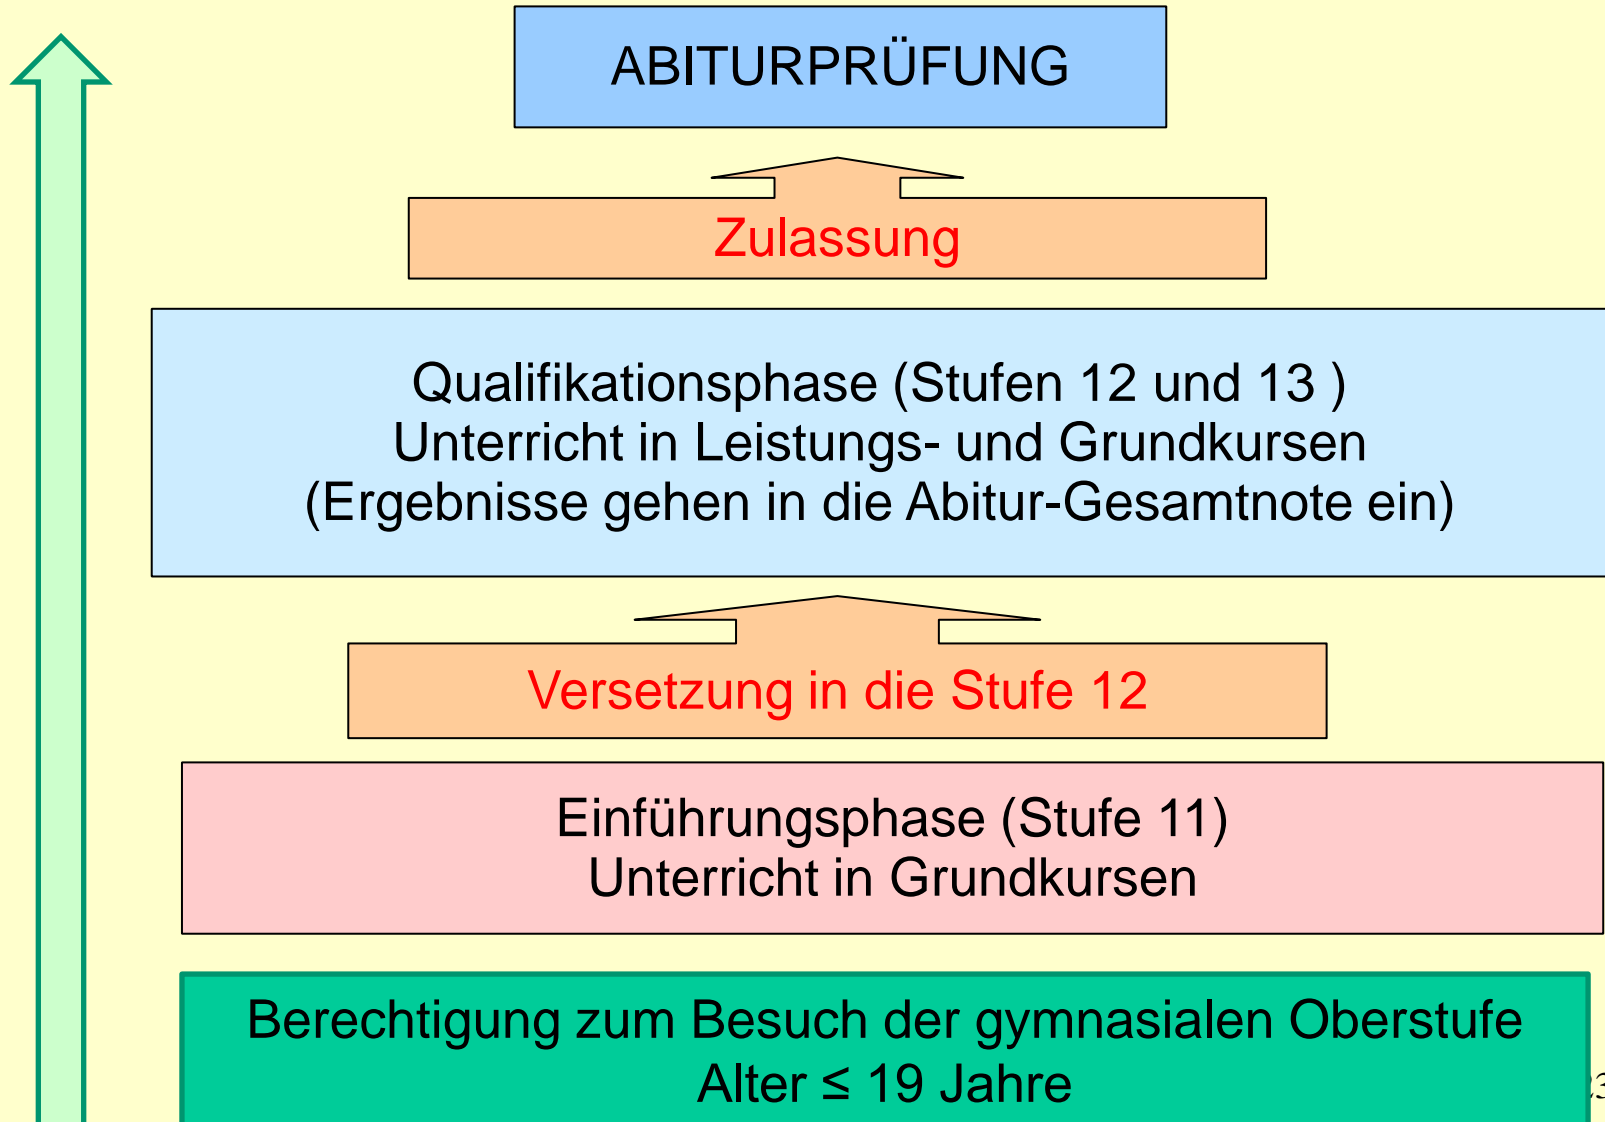 ABITURPRÜFUNG
Zulassung
Qualifikationsphase (Stufen 12 und 13 )
Unterricht in Leistungs- und Grundkursen
(Ergebnisse gehen in die Abitur-Gesamtnote ein)
Versetzung in die Stufe 12
Einführungsphase (Stufe 11)
Unterricht in Grundkursen
Berechtigung zum Besuch der gymnasialen Oberstufe
Alter ≤ 19 Jahre